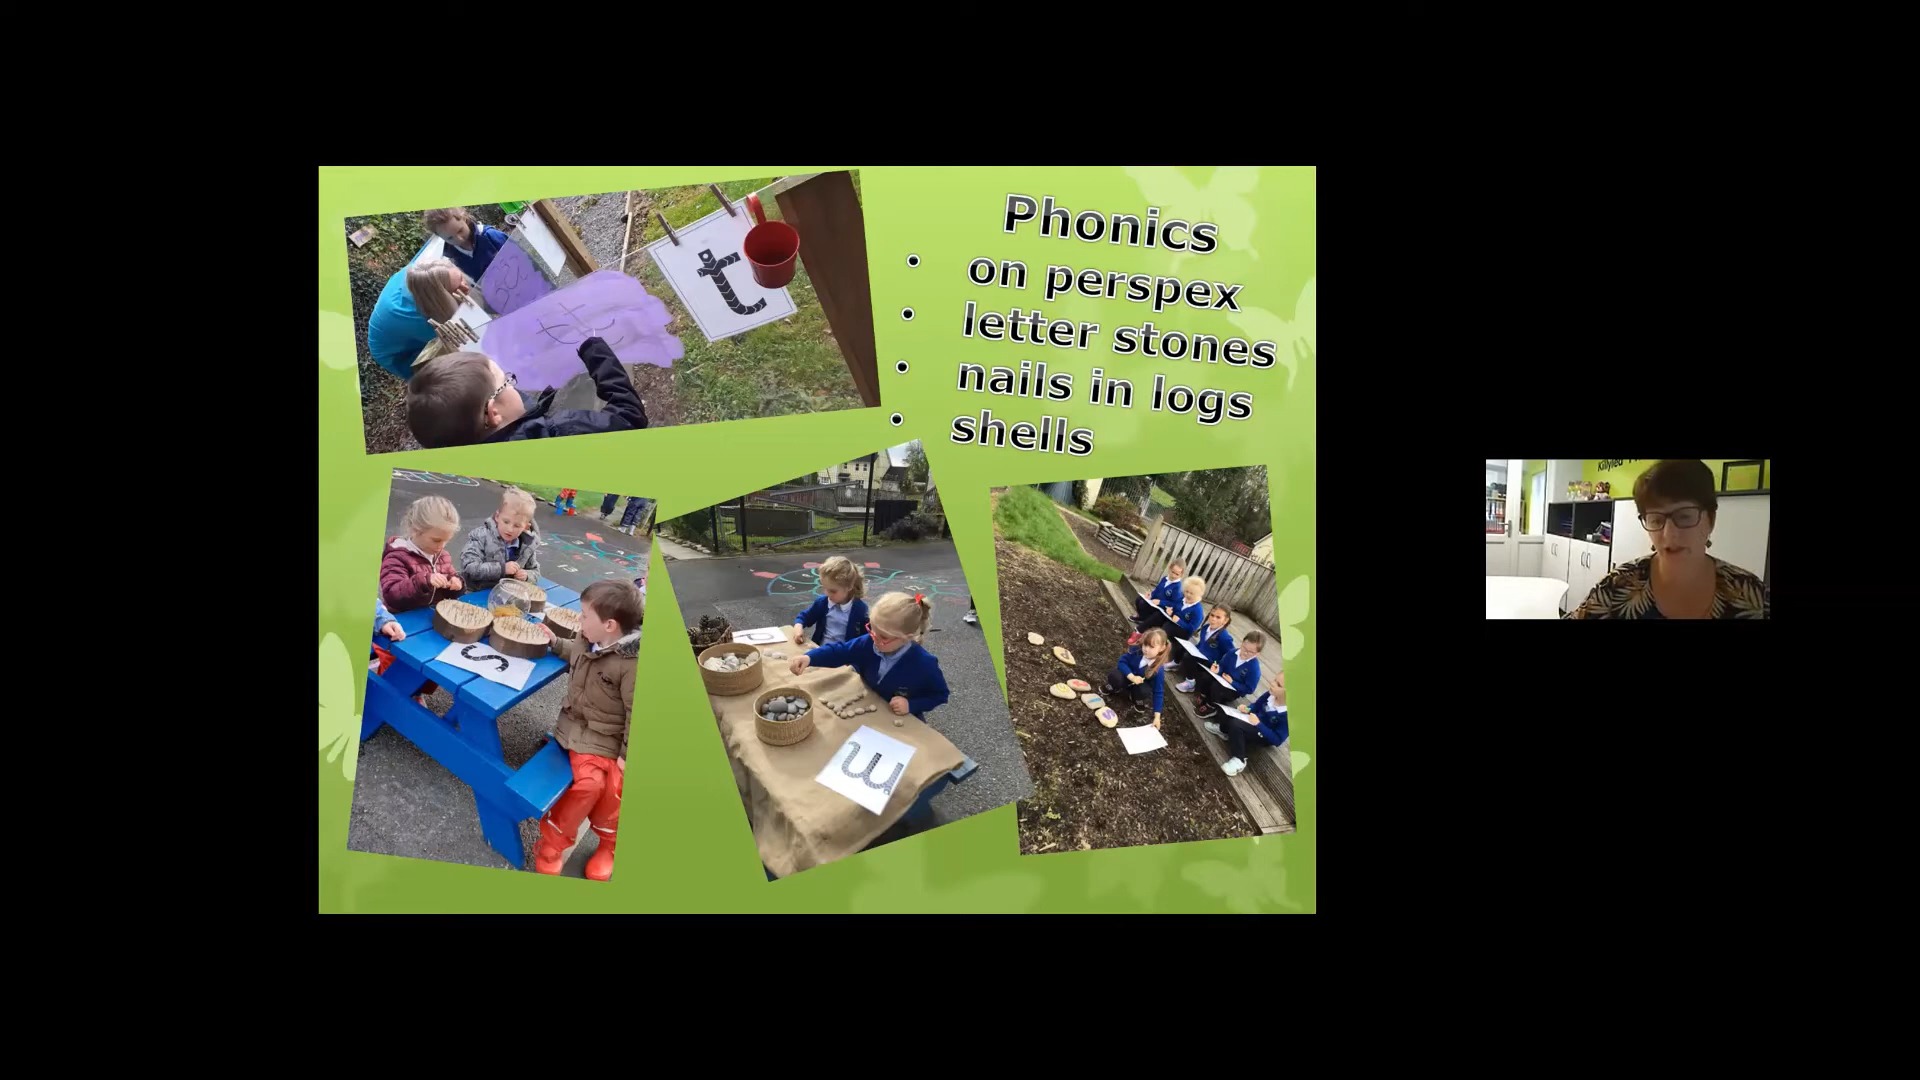 Phonics
• on perspex
• letter stones
• nails in logs
• shells
t
s
m